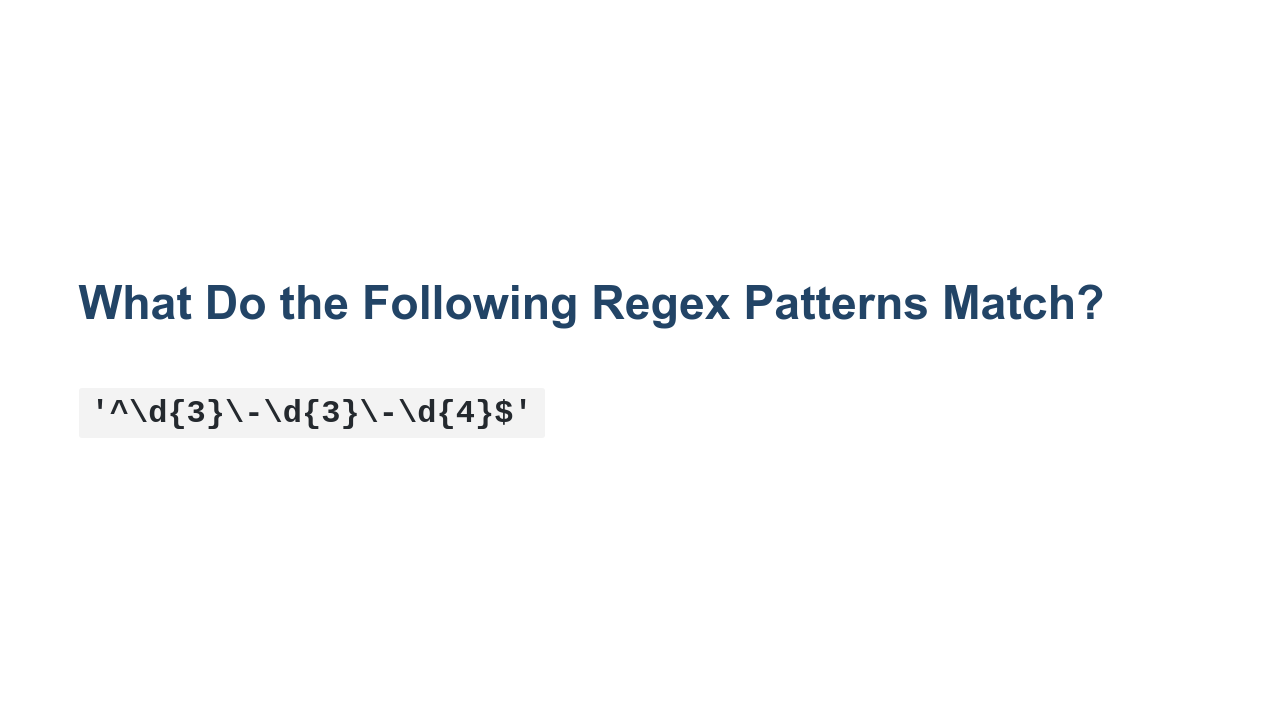 What Do the Following Regex Patterns Match?
'^\d{3}\-\d{3}\-\d{4}$'